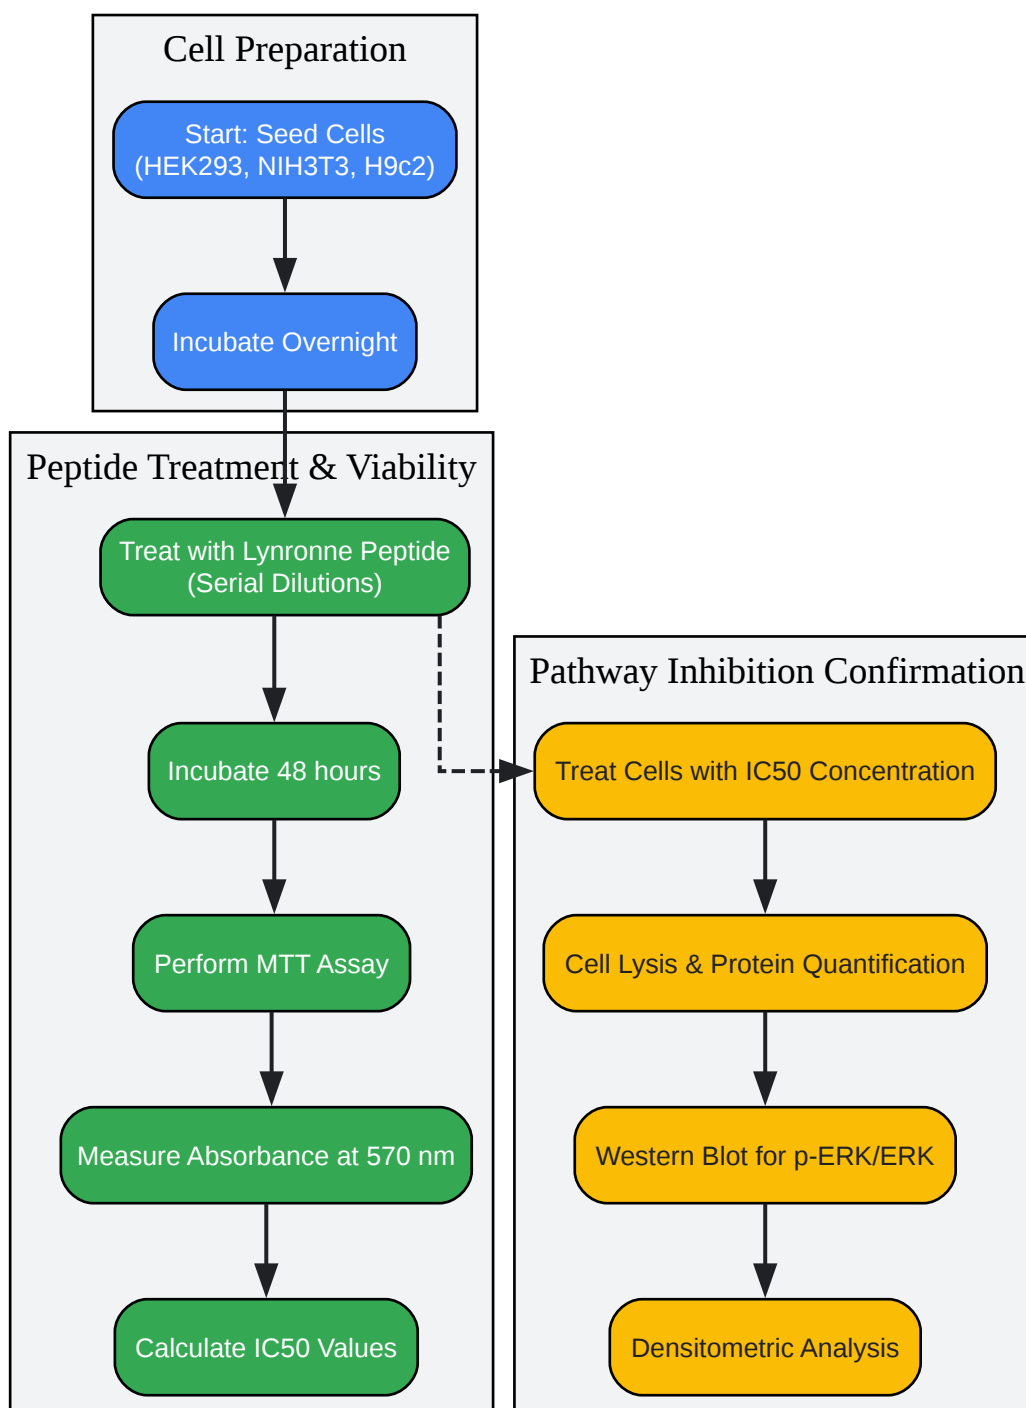 Cell Preparation
Start: Seed Cells
(HEK293, NIH3T3, H9c2)
Incubate Overnight
Peptide Treatment & Viability
Treat with Lynronne Peptide
(Serial Dilutions)
Incubate 48 hours
Perform MTT Assay
Measure Absorbance at 570 nm
Calculate IC50 Values
Pathway Inhibition Confirmation
Treat Cells with IC50 Concentration
Cell Lysis & Protein Quantification
Western Blot for p-ERK/ERK
Densitometric Analysis